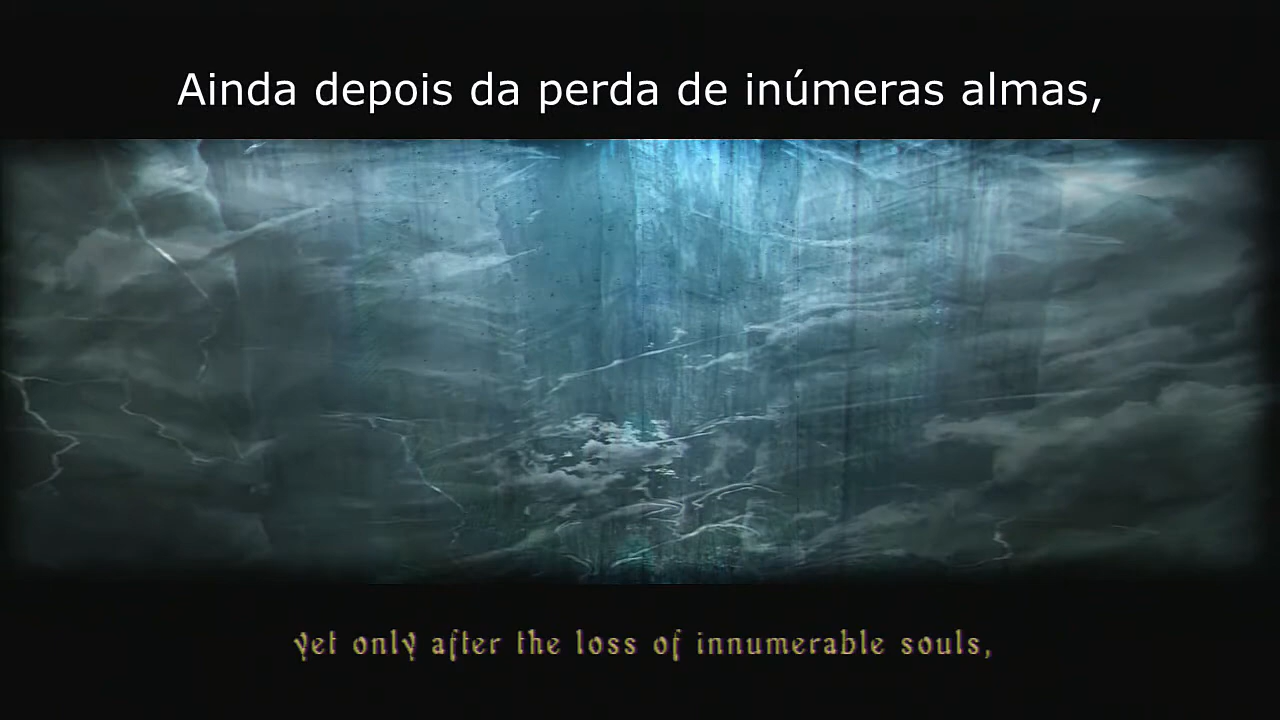 Ainda depois da perda de inúmeras almas,
yet only after the loss of innumerable souls,